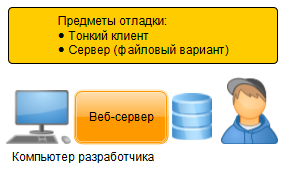 Предметы отладки:
● Тонкий клиент
● Сервер (файловый вариант)
Веб-сервер
Компьютер разработчика